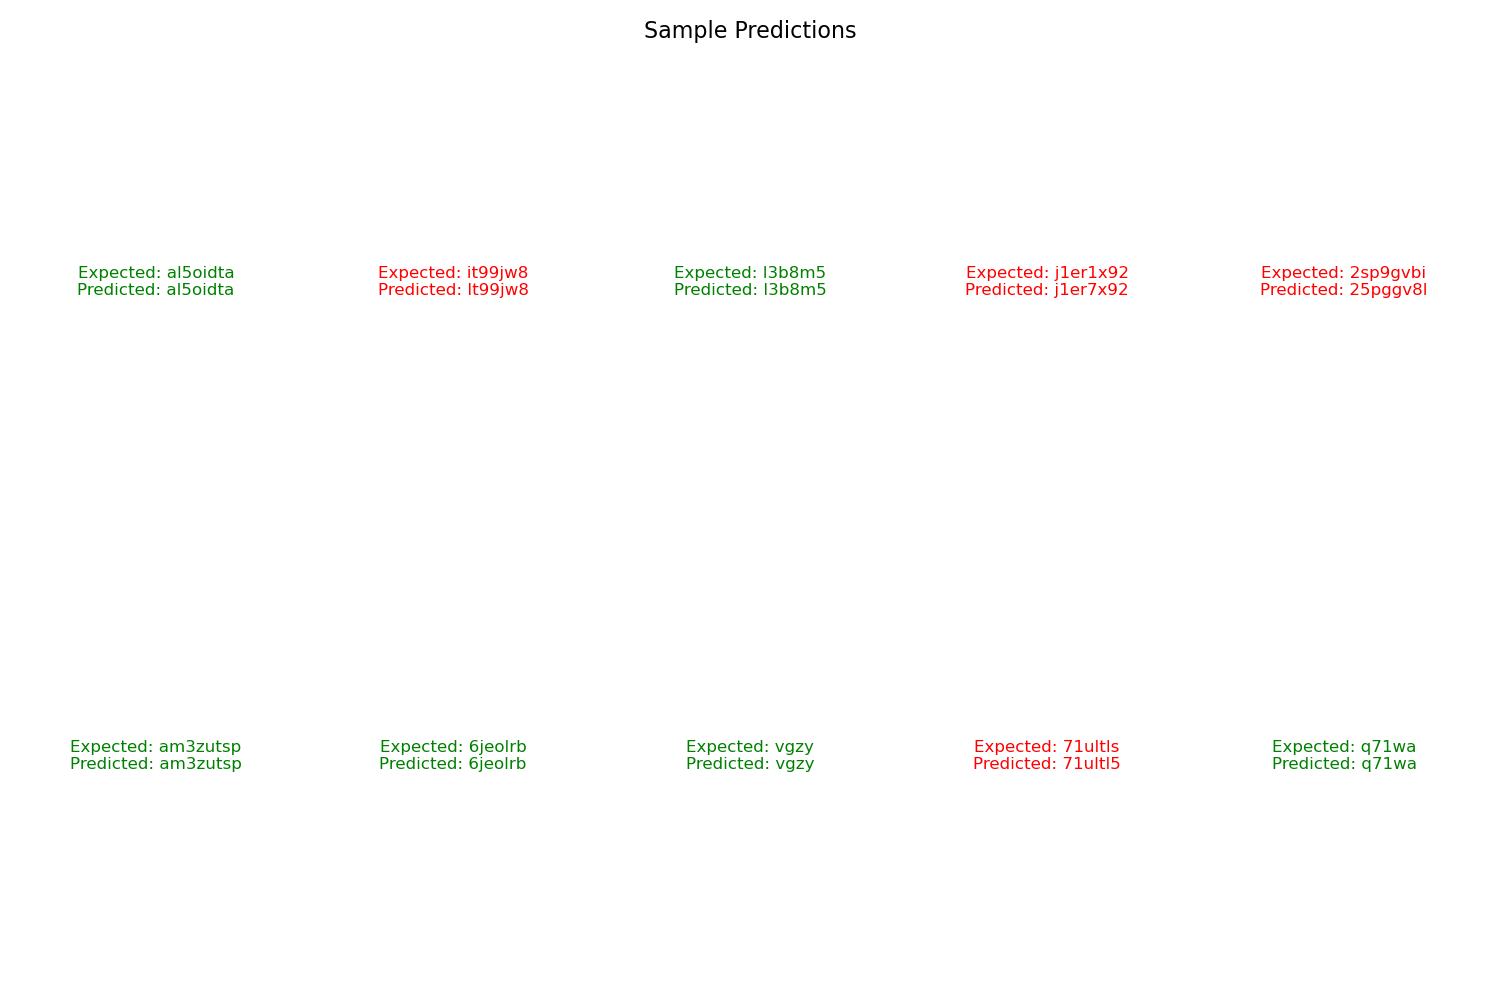 Sample Predictions
Expected: al5oidta
Predicted: al5oidta
Expected: it99jw8
Predicted: lt99jw8
Expected: l3b8m5
Predicted: l3b8m5
Expected: j1er1x92
Predicted: j1er7x92
Expected: 2sp9gvbi
Predicted: 25pggv8l
Expected: am3zutsp
Predicted: am3zutsp
Expected: 6jeolrb
Predicted: 6jeolrb
Expected: vgzy
Predicted: vgzy
Expected: 71ultls
Predicted: 71ultl5
Expected: q71wa
Predicted: q71wa